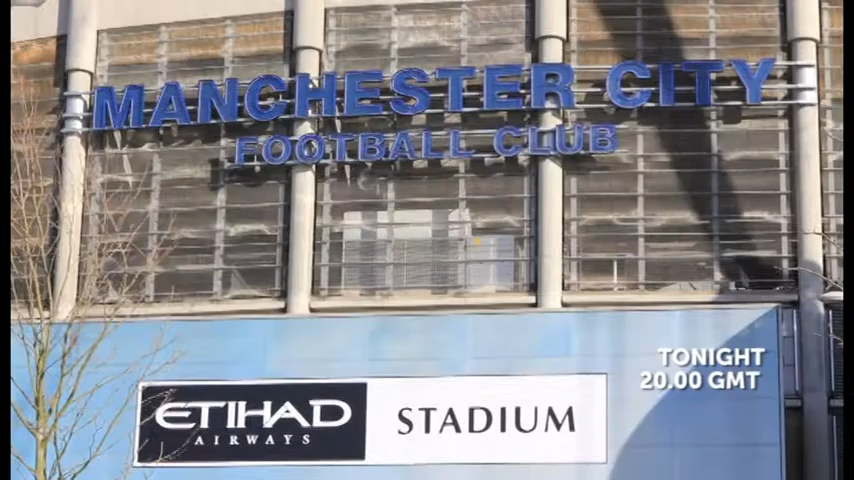 MANCHESTER CITY
FOOTBALL CLUB
TONIGHT
20.00 GMT
ETIHAD STADIUM
AIRWAYS